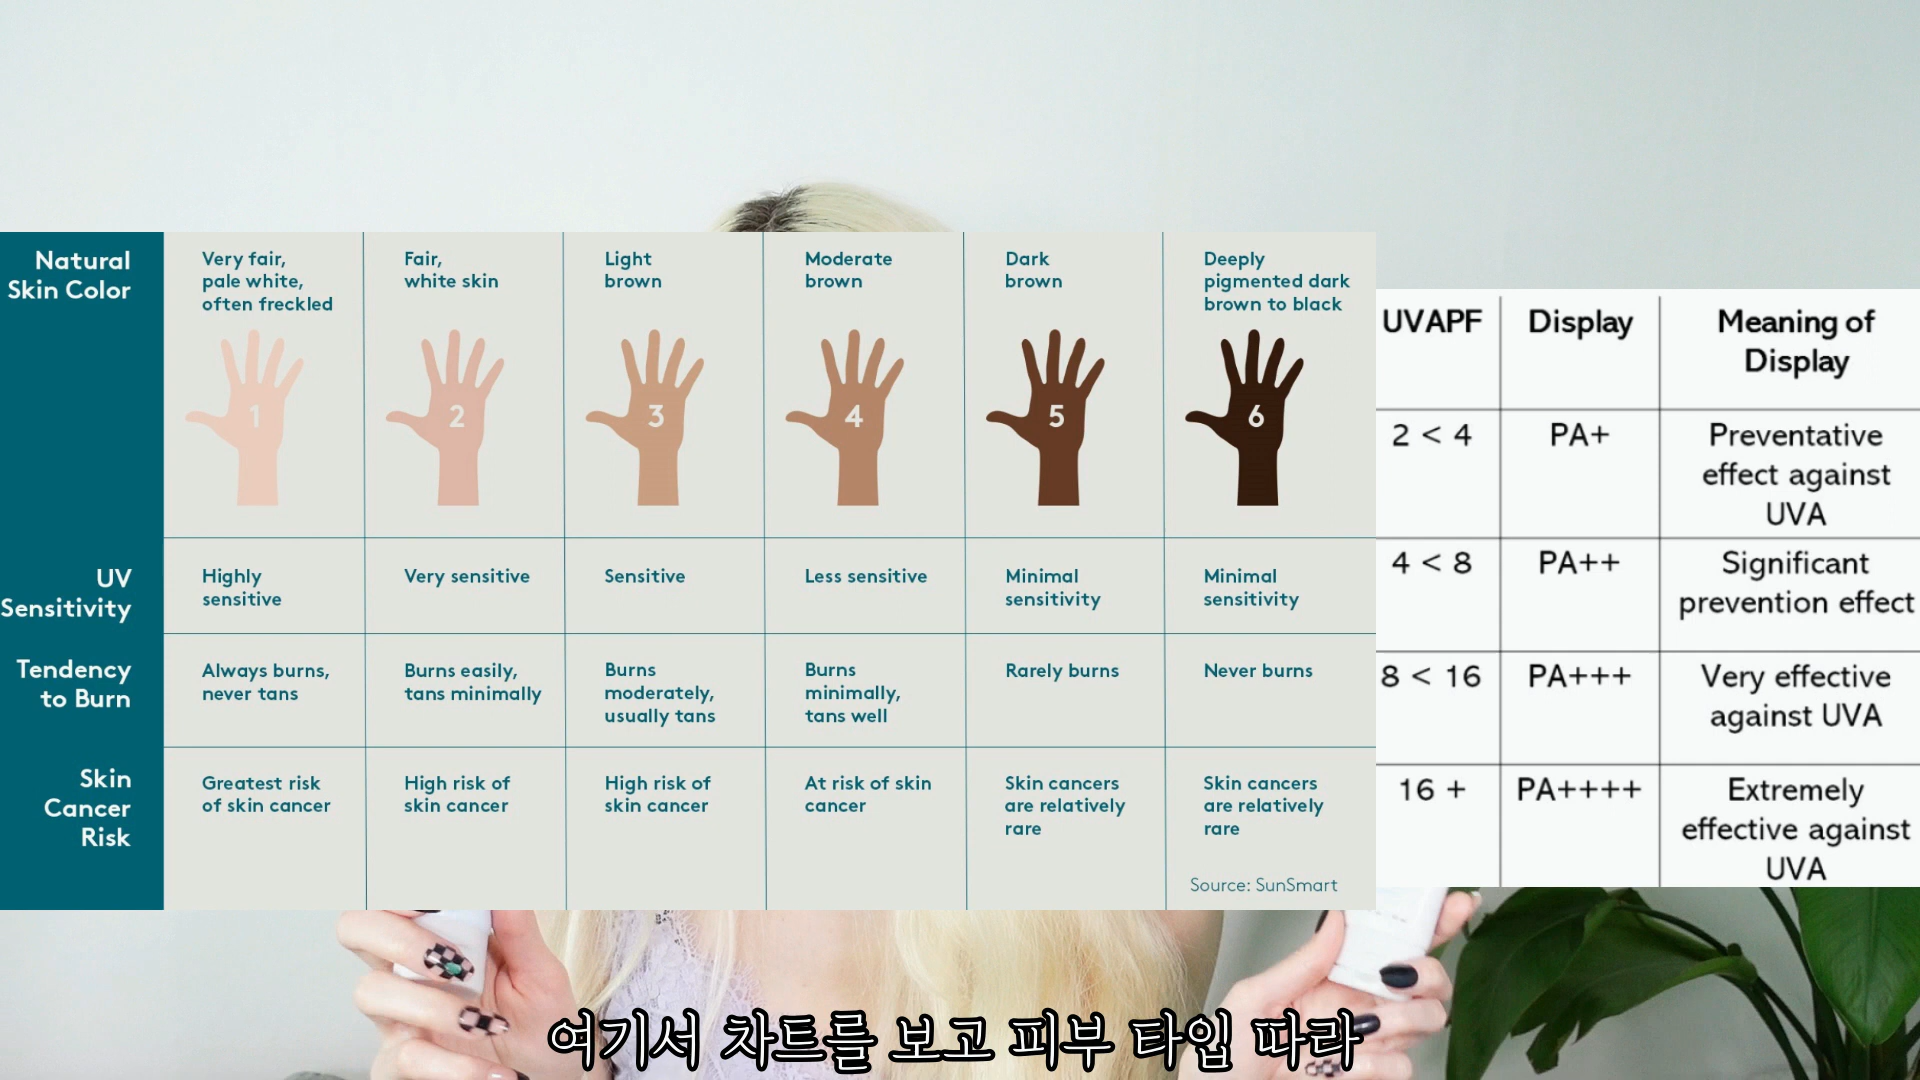 Natural
Skin Color
Very fair,
pale white,
often freckled
Fair,
white skin
Light
brown
Moderate
brown
Dark
brown
Deeply
pigmented dark
brown to black
1
2
3
4
5
6
UV
Sensitivity
Highly
sensitive
Very sensitive
Sensitive
Less sensitive
Minimal
sensitivity
Minimal
sensitivity
Tendency
to Burn
Always burns,
never tans
Burns easily,
tans minimally
Burns
moderately,
usually tans
Burns
minimally,
tans well
Rarely burns
Never burns
Skin
Cancer
Risk
Greatest risk
of skin cancer
High risk of
skin cancer
High risk of
skin cancer
At risk of skin
cancer
Skin cancers
are relatively
rare
Skin cancers
are relatively
rare
Source: SunSmart
UVAPF
Display
Meaning of
Display
2 < 4
PA+
Preventative
effect against
UVA
4 < 8
PA++
Significant
prevention effect
8 < 16
PA+++
Very effective
against UVA
16 +
PA++++
Extremely
effective against
UVA
여기서 차트를 보고 피부 타입 따라